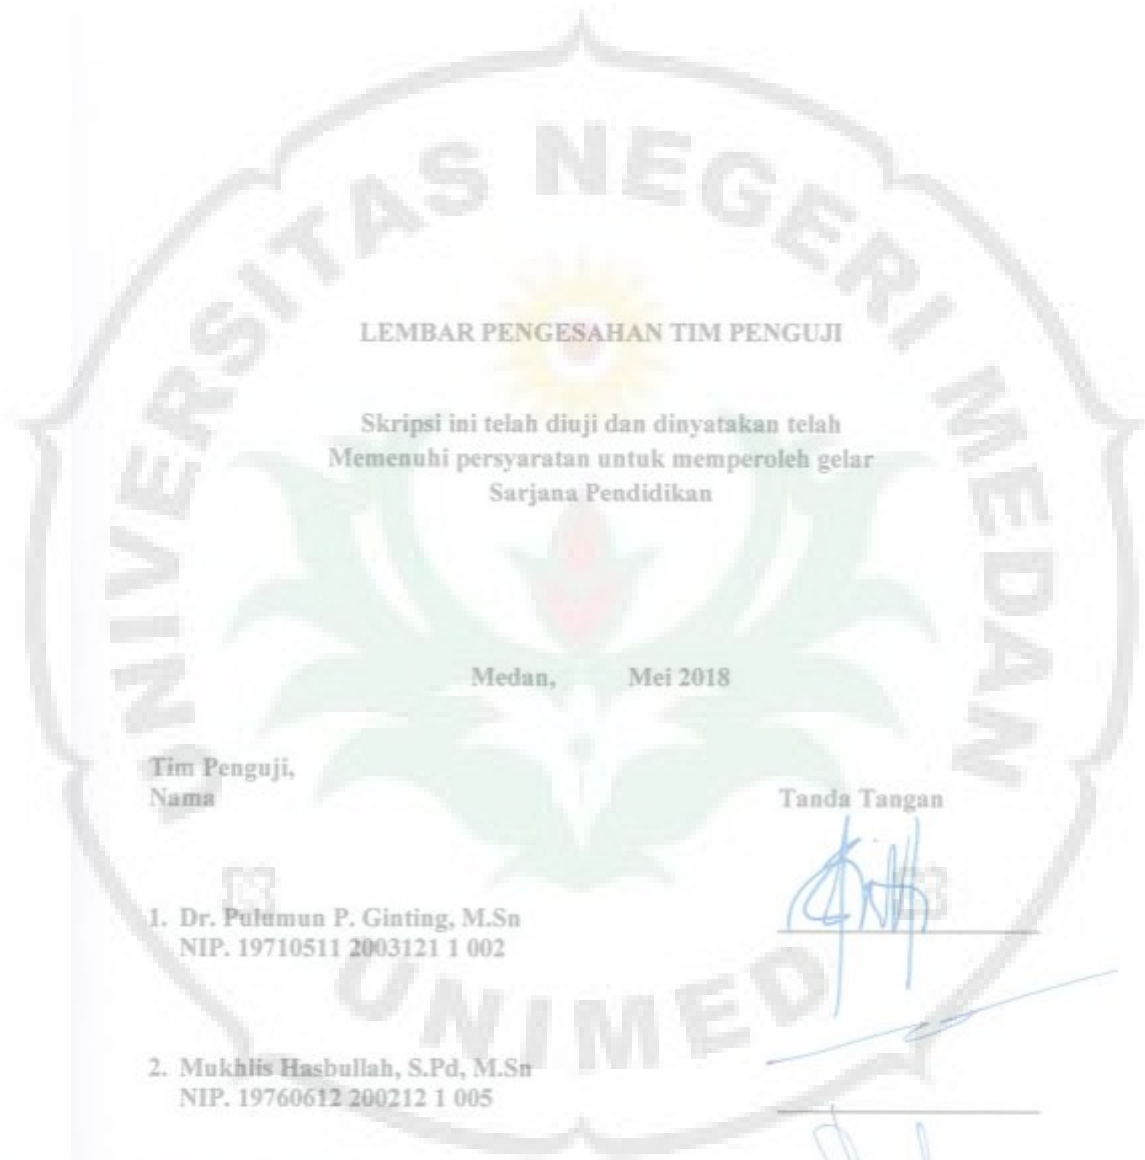 UNIVERSITAS NEGERI MEDAN
LEMBAR PENGESAHAN TIM PENGUJI
Skripsi ini telah diuji dan dinyatakan telah
Memenuhi persyaratan untuk memperoleh gelar
Sarjana Pendidikan
Medan, Mei 2018
Tim Penguji,
Nama Tanda Tangan
1. Dr. Pulumun P. Ginting, M.Sn
NIP. 19710511 2003121 1 002
2. Mukhlis Hasbullah, S.Pd, M.Sn
NIP. 19760612 200212 1 005
UNIMED